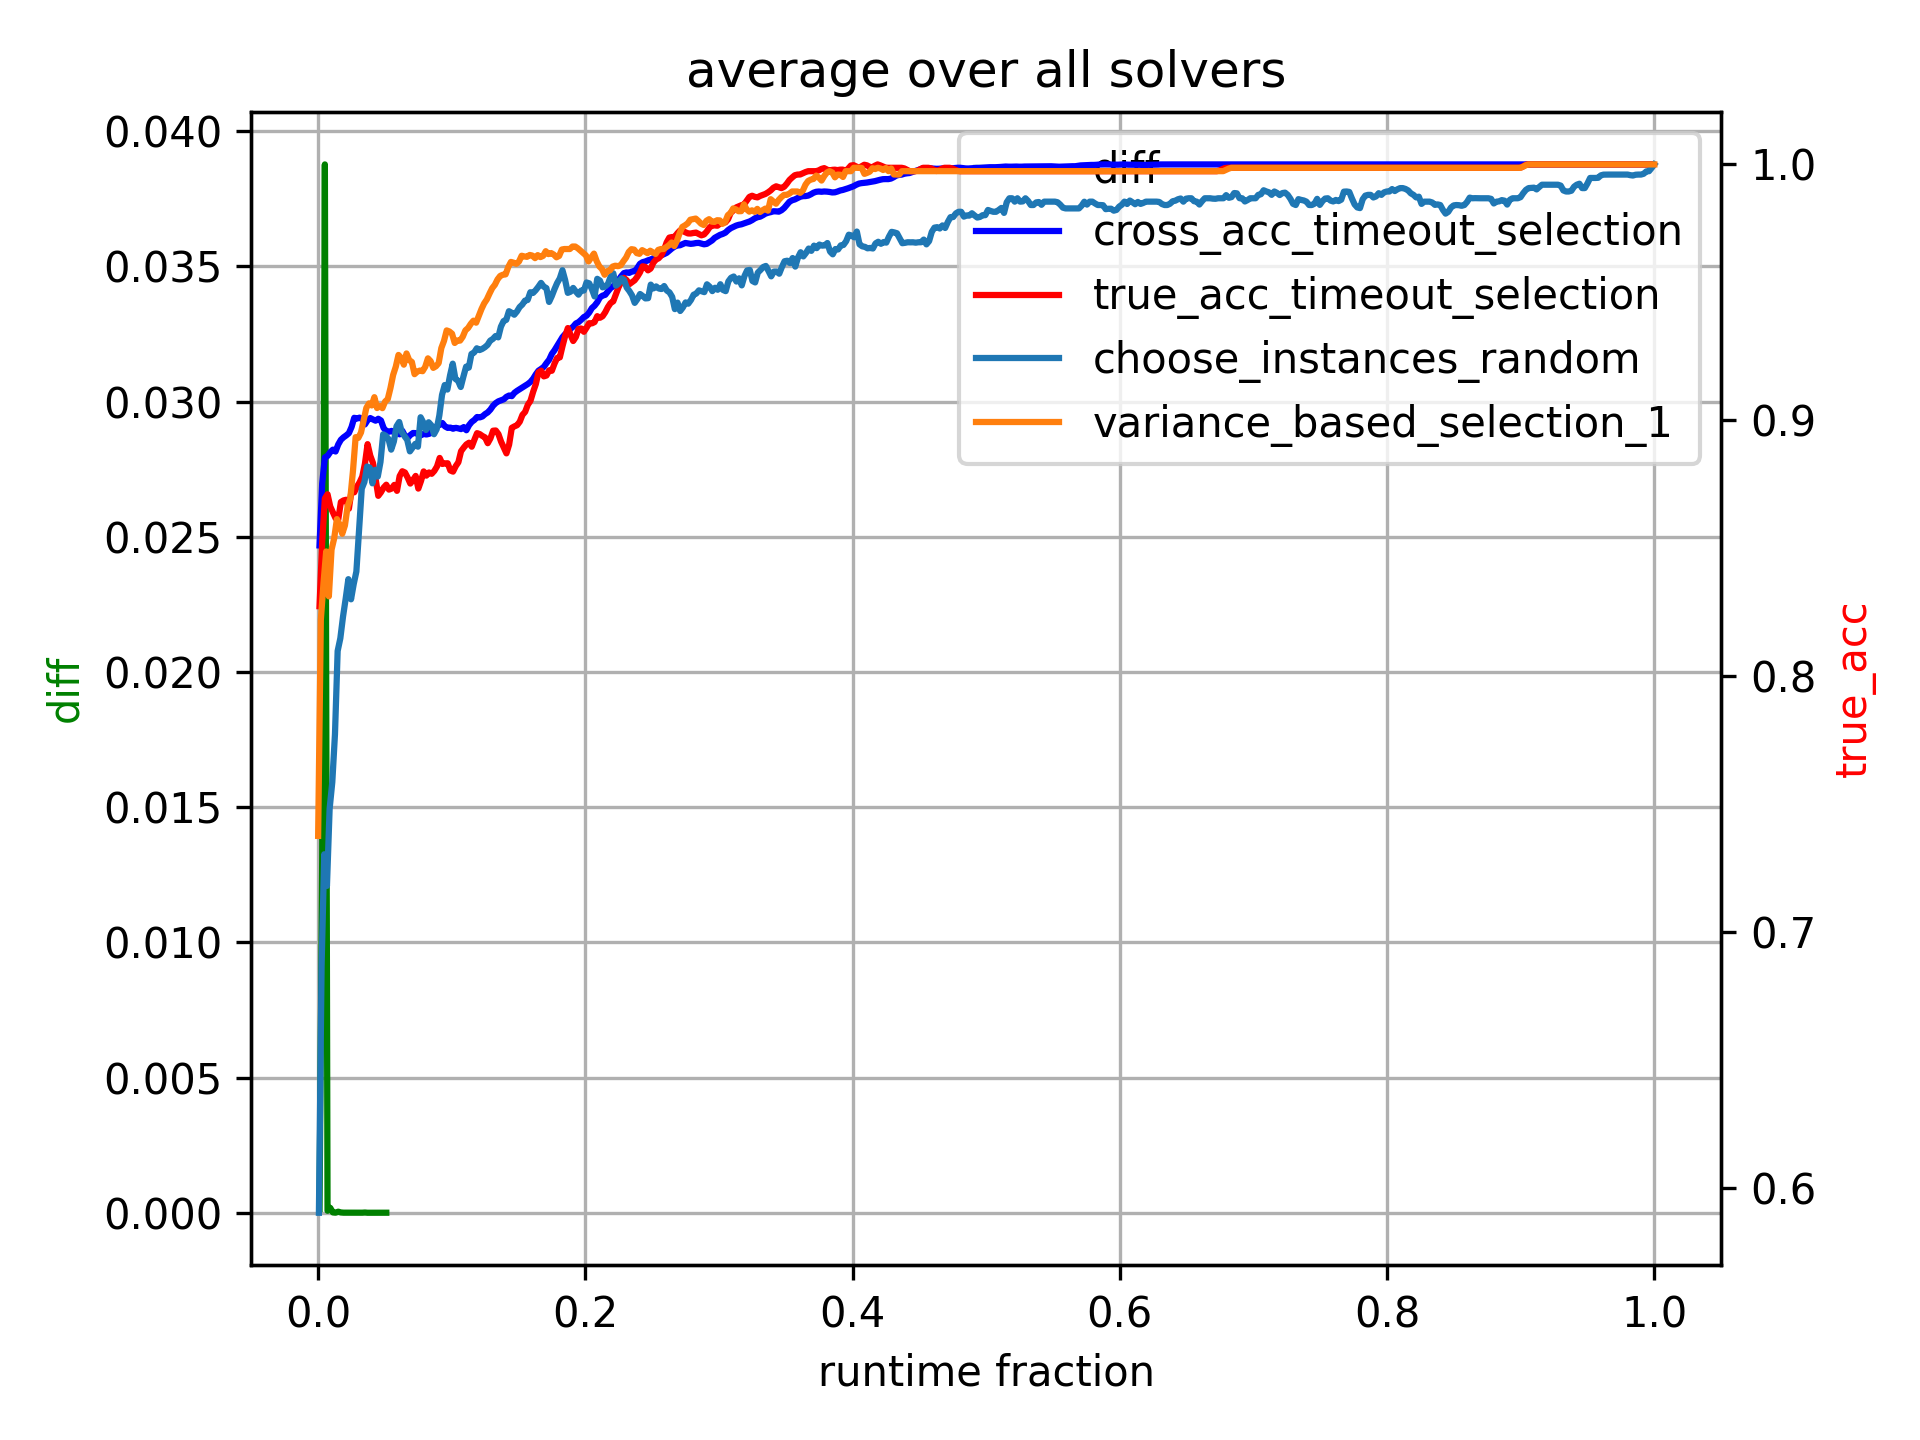 average over all solvers
0.040
0.035
0.030
0.025
0.020
0.015
0.010
0.005
0.000
diff
diff
cross_acc_timeout_selection
true_acc_timeout_selection
choose_instances_random
variance_based_selection_1
1.0
0.9
0.8
0.7
0.6
true_acc
0.0 0.2 0.4 0.6 0.8 1.0
runtime fraction